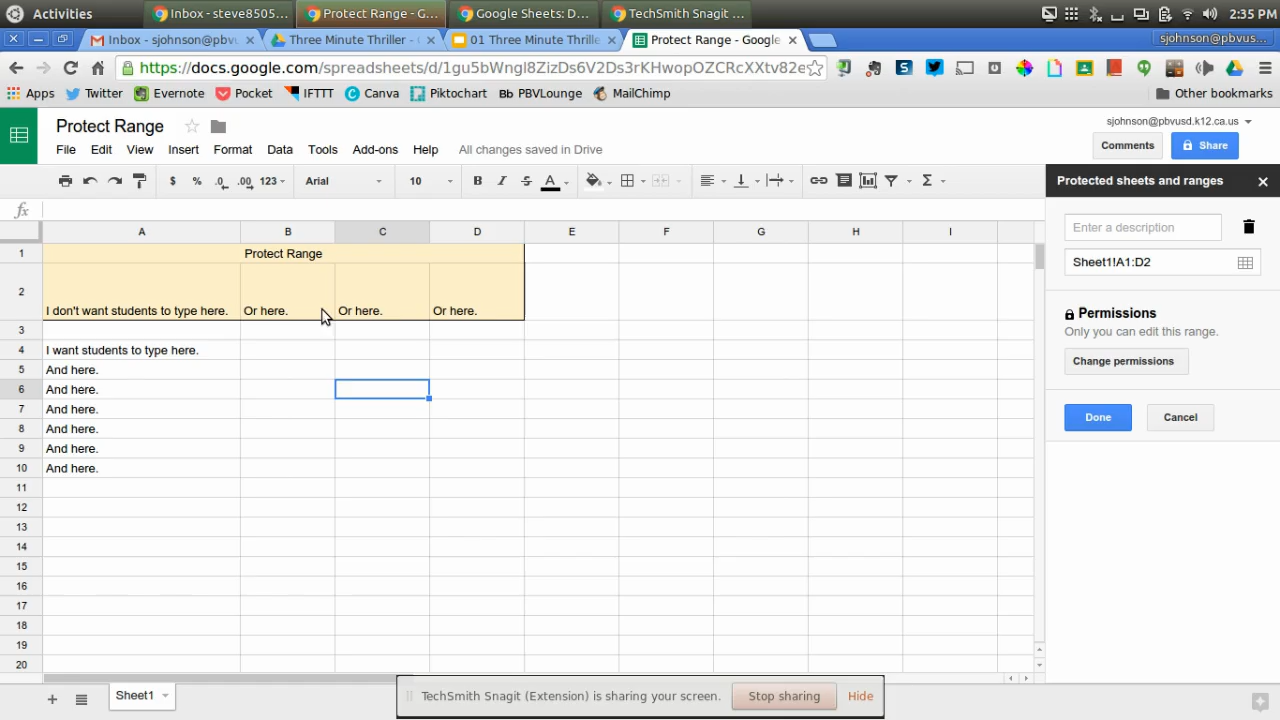 Activities
Inbox - steve8505...
Protect Range - G...
Google Sheets: D...
TechSmith Snagit ...
2:35 PM
Inbox - sjohnson@pbvu
Three Minute Thriller -
01 Three Minute Thrille
Protect Range - Google
sjohnson@pbvus...
https://docs.google.com/spreadsheets/d/1gu5bWngl8ZizDs6V2Ds3rKHwopOZCRcXXtv82e
Apps
Twitter
Evernote
Pocket
IFTTT
Canva
Piktochart
Bb PBVLounge
MailChimp
Other bookmarks
Protect Range
sjohnson@pbvusd.k12.ca.us
File Edit View Insert Format Data Tools Add-ons Help All changes saved in Drive
Comments
Share
$ % .0 .00 123 Arial 10 B I S A Σ
Protected sheets and ranges
fx
Enter a description
Sheet1!A1:D2
Permissions
Only you can edit this range.
Change permissions
Done
Cancel
A B C D E F G H I
1 Protect Range
2 I don't want students to type here. Or here. Or here. Or here.
3
4 I want students to type here.
5 And here.
6 And here.
7 And here.
8 And here.
9 And here.
10 And here.
11
12
13
14
15
16
17
18
19
20
Sheet1
TechSmith Snagit (Extension) is sharing your screen.
Stop sharing
Hide